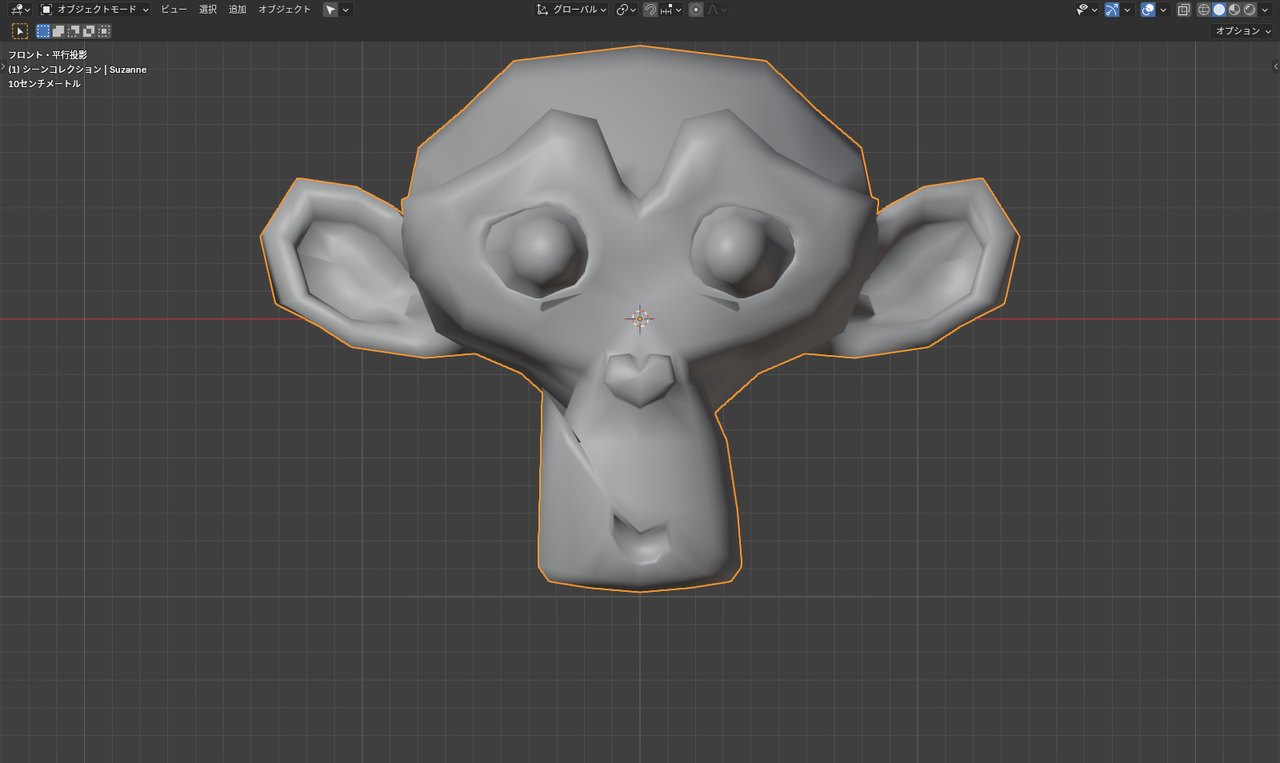 オブジェクトモード ビュー 選択 追加 オブジェクト グローバル
オプション
フロント・平行投影
(1) シーンコレクション | Suzanne
10センチメートル